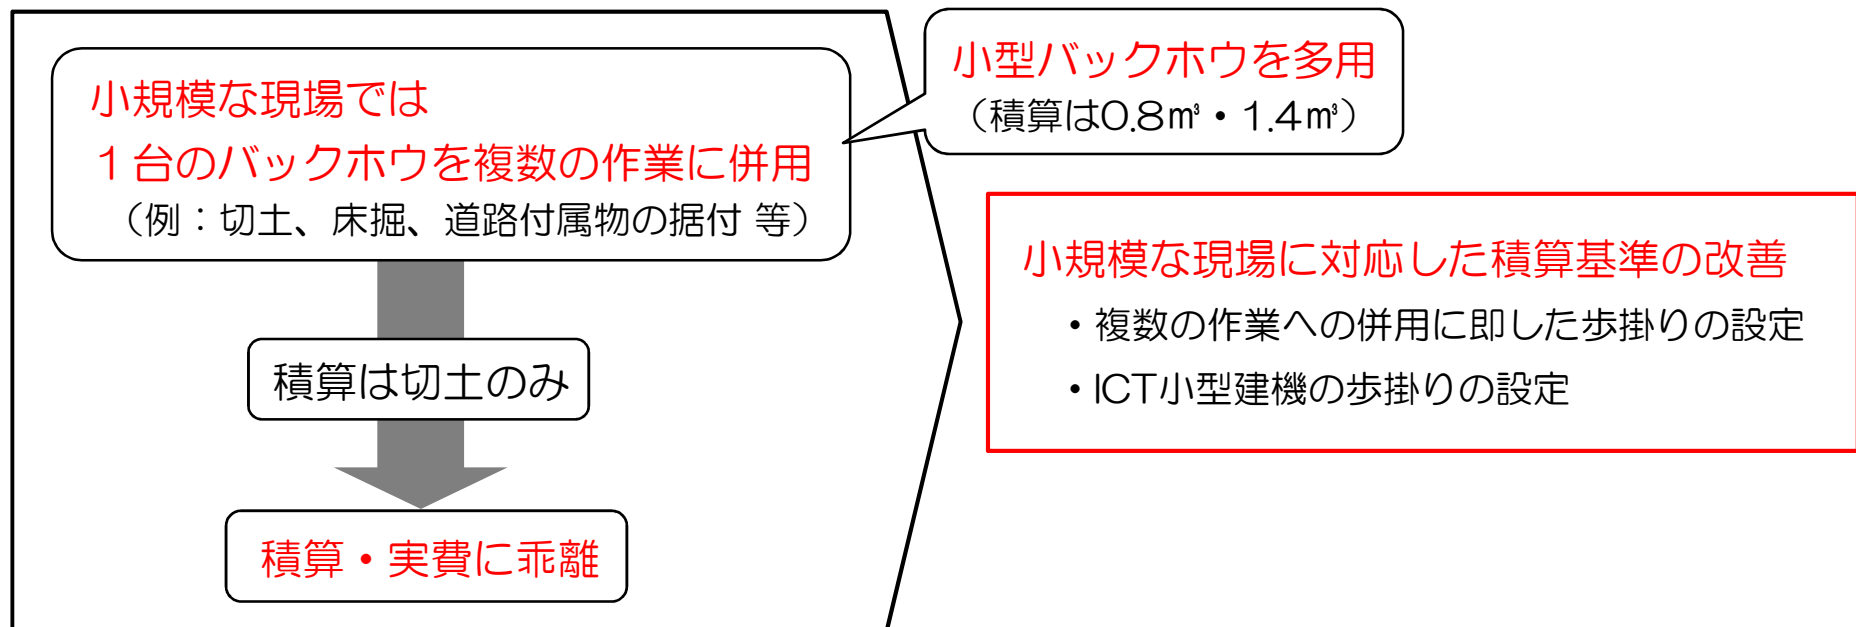 小規模な現場では
１台のバックホウを複数の作業に併用
（例：切土、床掘、道路付属物の据付 等）
小型バックホウを多用
（積算は0.8㎥・1.4㎥）
積算は切土のみ
積算・実費に乖離
小規模な現場に対応した積算基準の改善
・複数の作業への併用に即した歩掛りの設定
・ICT小型建機の歩掛りの設定